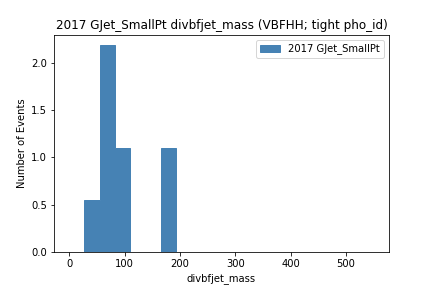 2017 GJet_SmallPt divbfjet_mass (VBFHH; tight pho_id)
2017 GJet_SmallPt
Number of Events
2.0
1.5
1.0
0.5
0.0
0 100 200 300 400 500
divbfjet_mass